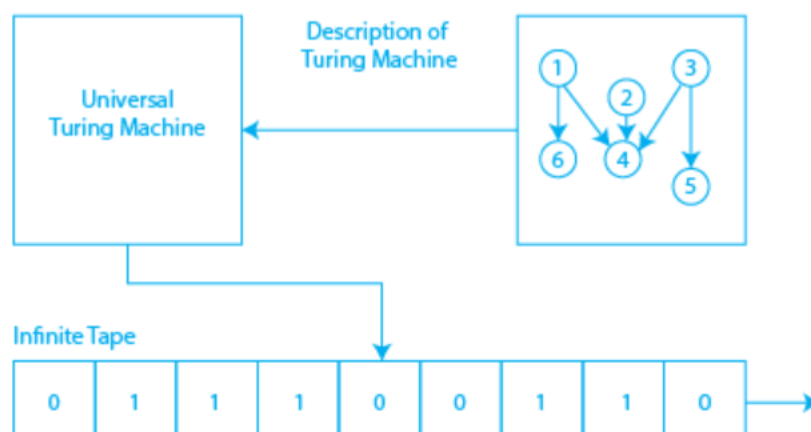 Description of
Turing Machine
Universal
Turing Machine
1
2
3
6
4
5
Infinite Tape
0 1 1 1 0 0 1 1 0